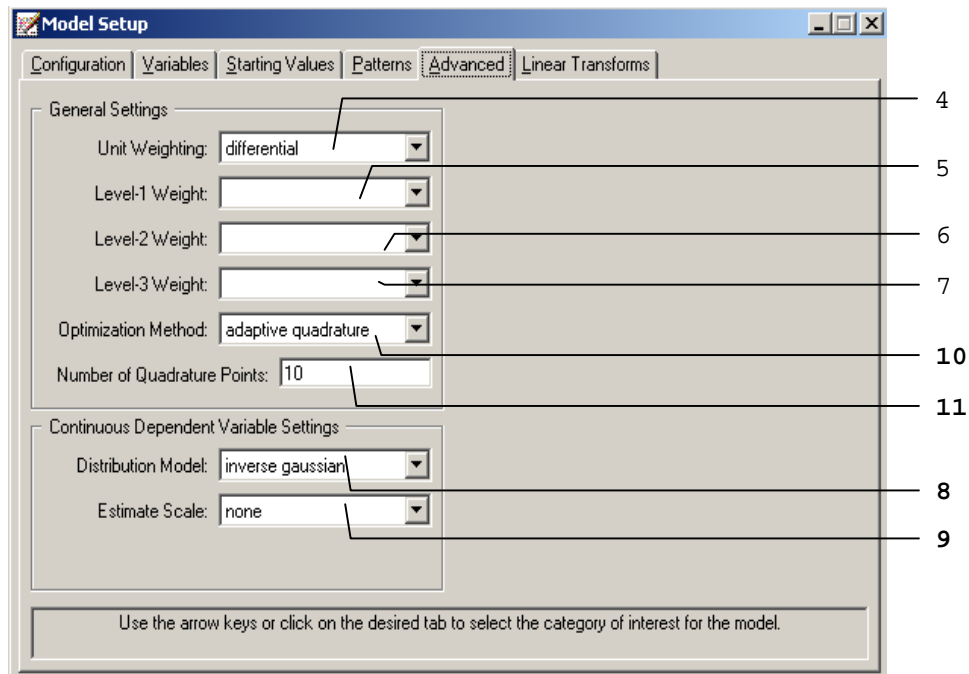 Model Setup
Configuration Variables Starting Values Patterns Advanced Linear Transforms
General Settings
4
Unit Weighting: differential
5
Level-1 Weight:
Level-2 Weight:
6
Level-3 Weight:
7
Optimization Method: adaptive quadrature
10
Number of Quadrature Points: 10
11
Continuous Dependent Variable Settings
Distribution Model: inverse gaussian
8
Estimate Scale: none
9
Use the arrow keys or click on the desired tab to select the category of interest for the model.